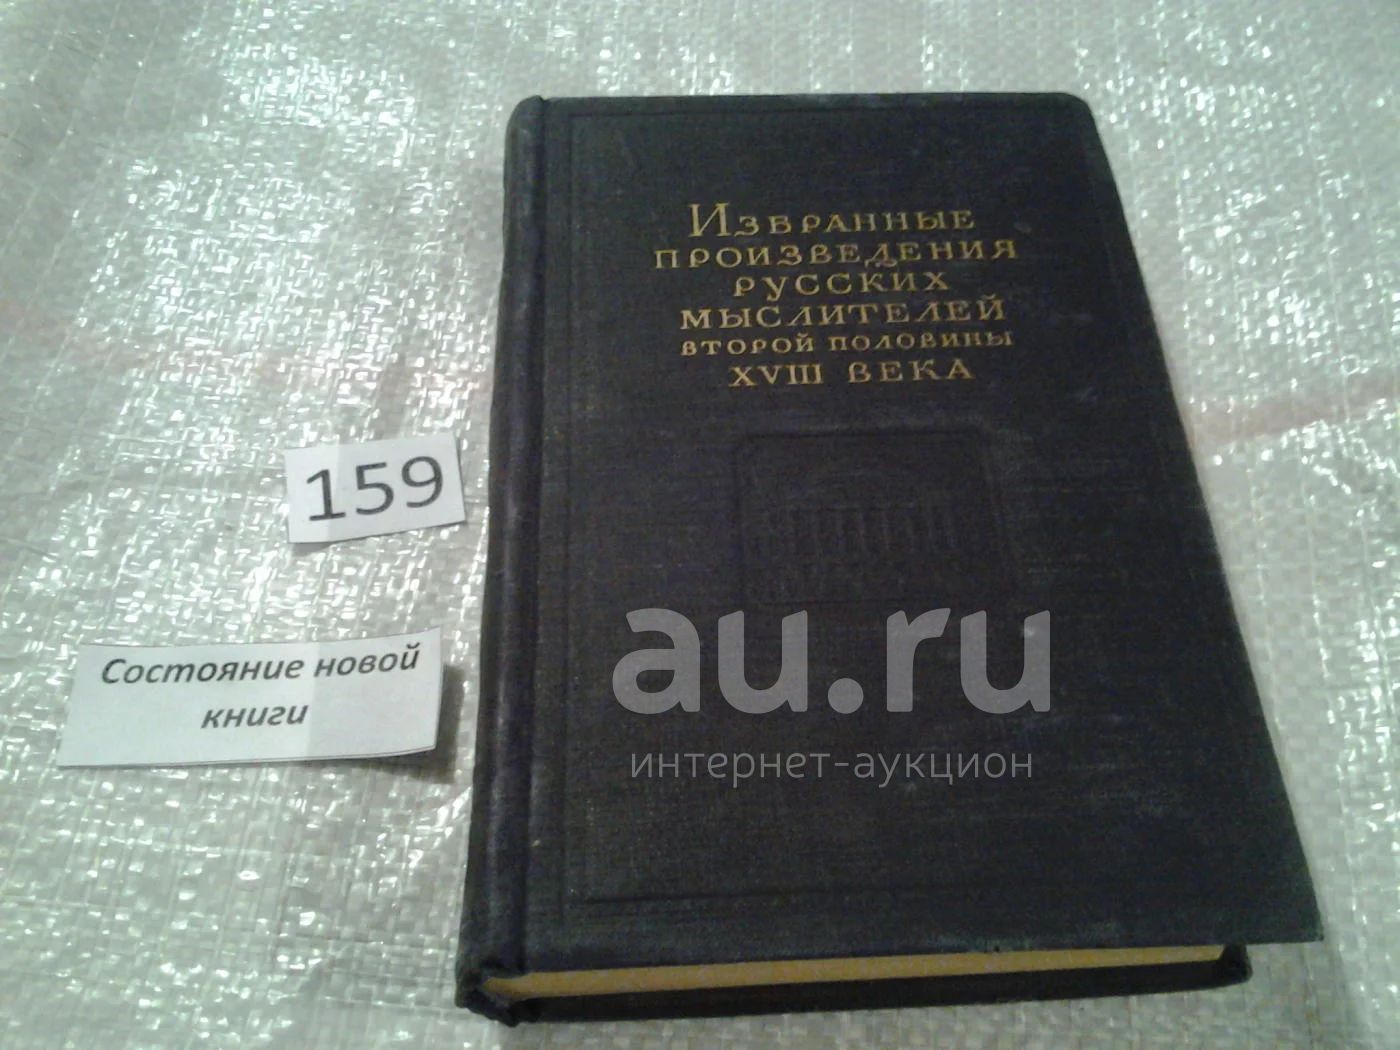 Избранные
произведения
русских
мыслителей
второй половины
XVIII века
159
Состояние новой
книги
au.ru
интернет-аукцион